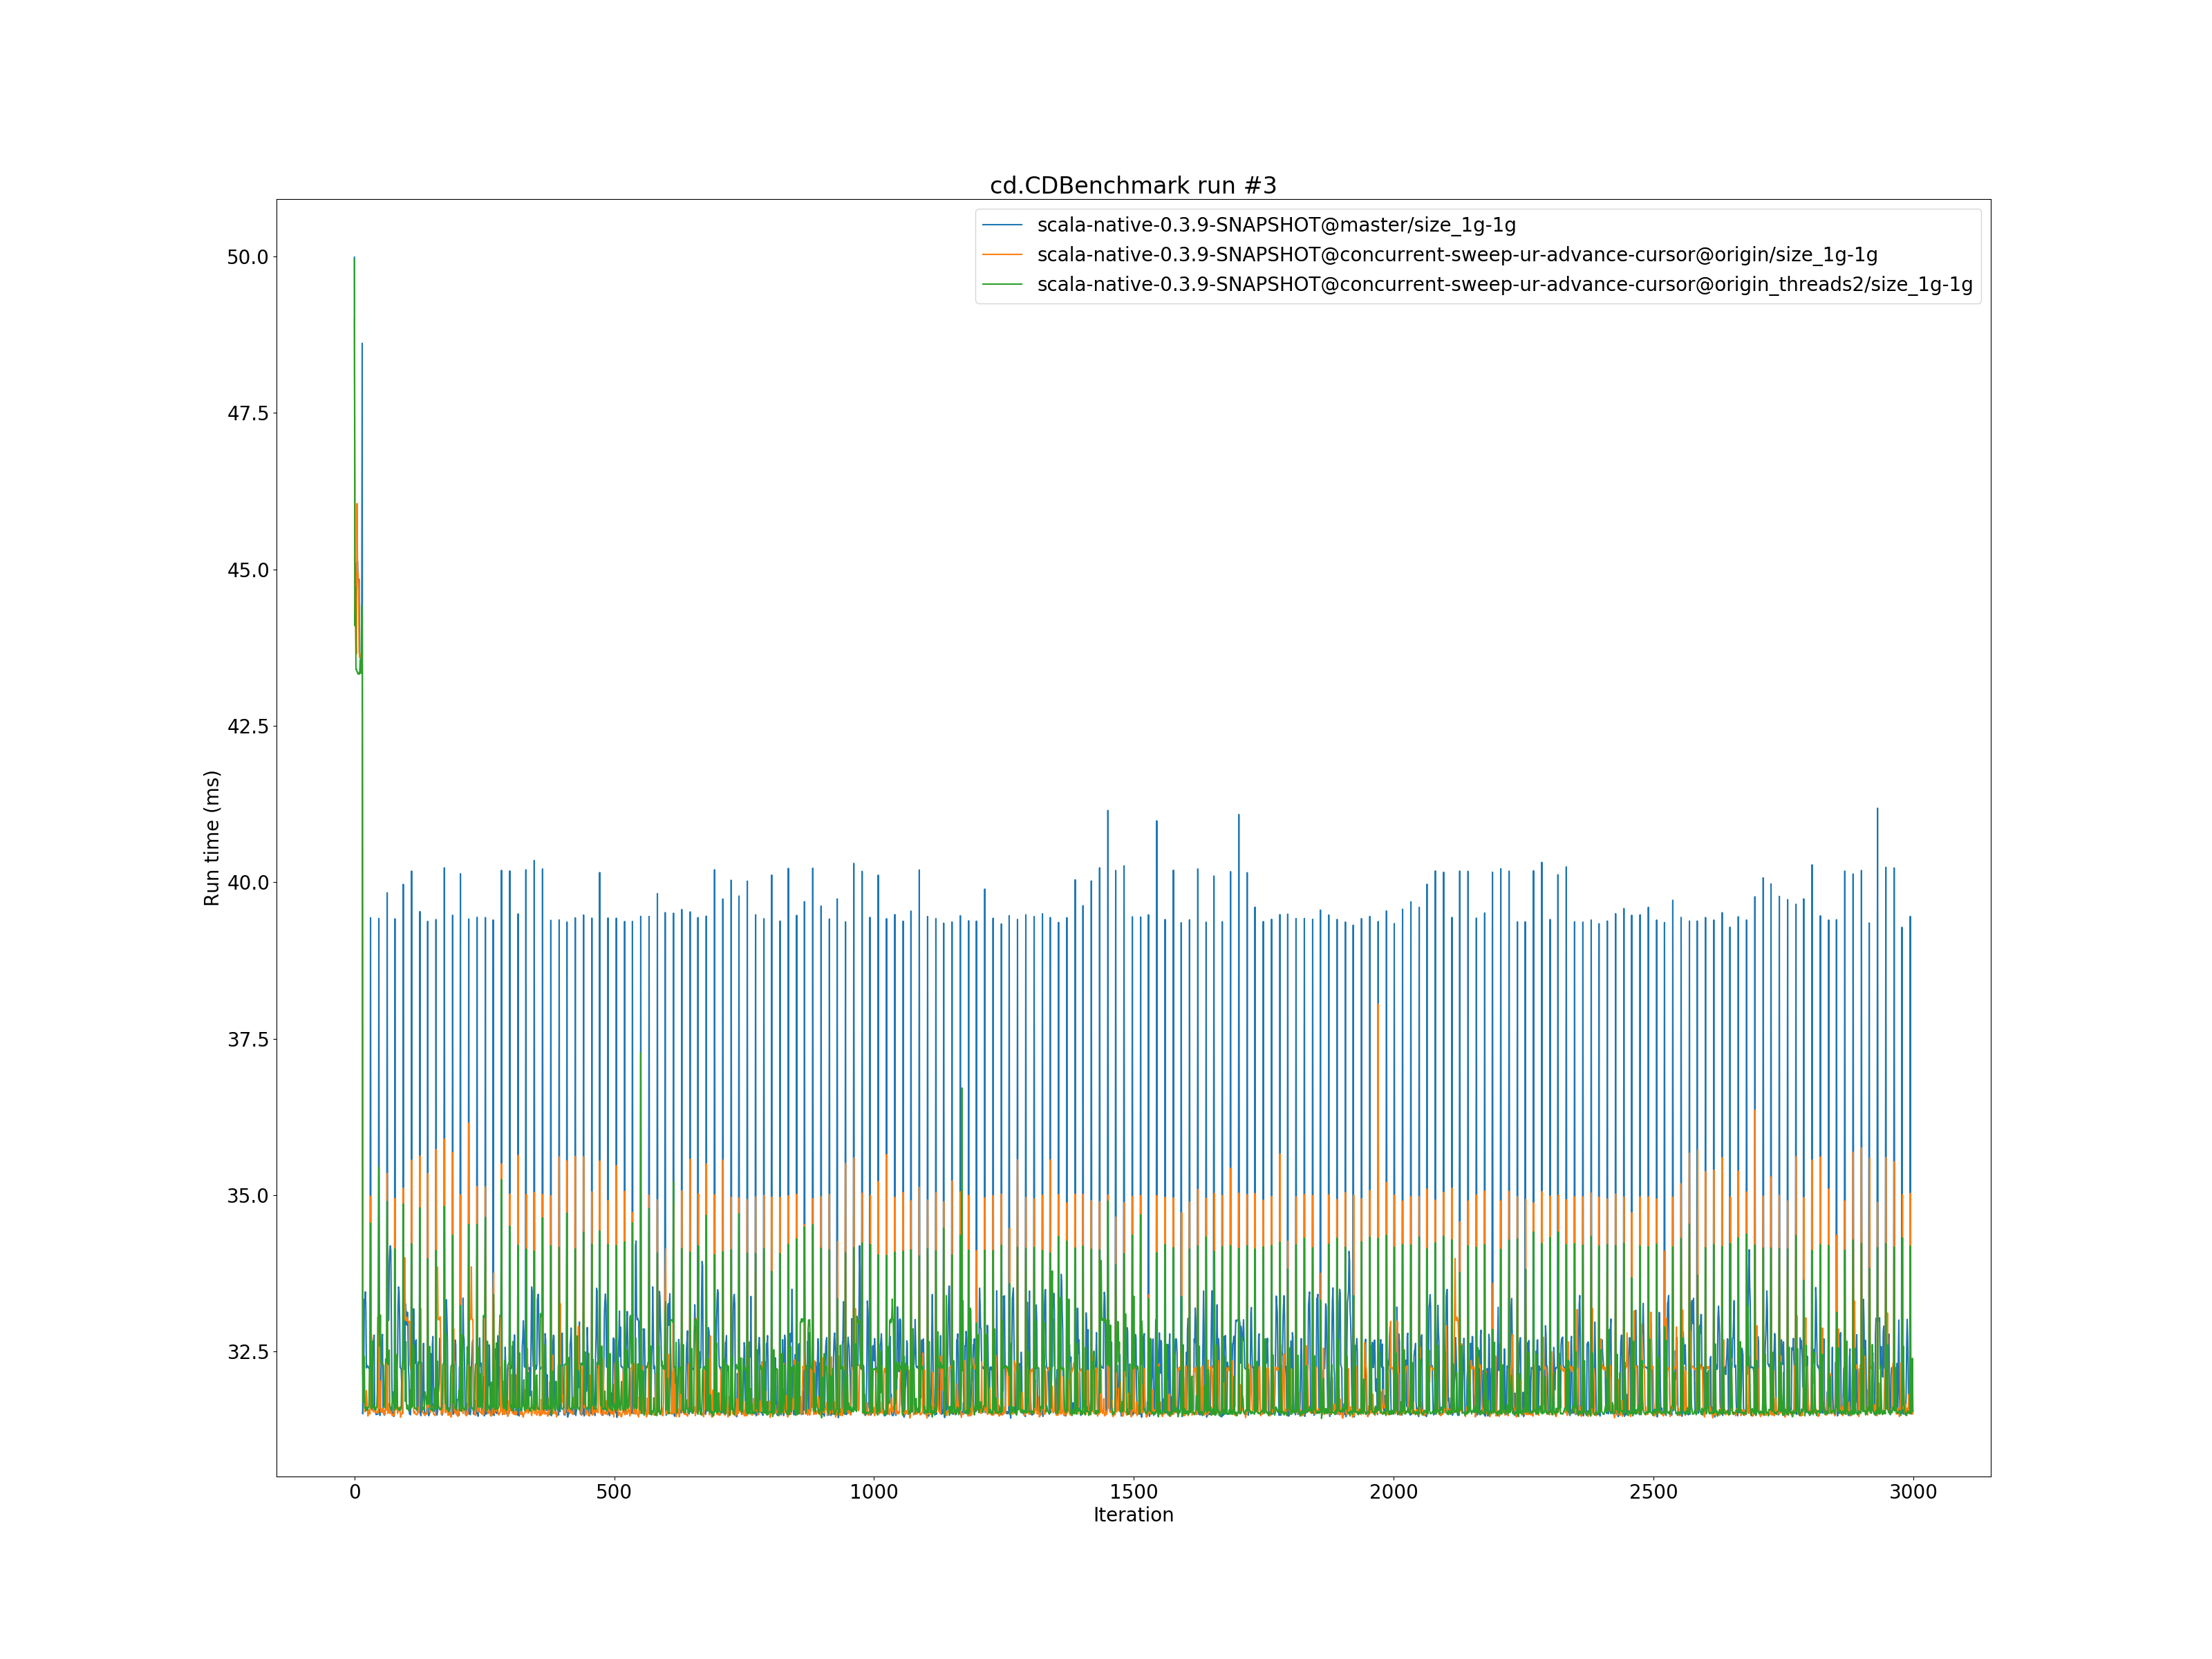 cd.CDBenchmark run #3
scala-native-0.3.9-SNAPSHOT@master/size_1g-1g
scala-native-0.3.9-SNAPSHOT@concurrent-sweep-ur-advance-cursor@origin/size_1g-1g
scala-native-0.3.9-SNAPSHOT@concurrent-sweep-ur-advance-cursor@origin_threads2/size_1g-1g
50.0
47.5
45.0
42.5
40.0
37.5
35.0
32.5
Run time (ms)
0 500 1000 1500 2000 2500 3000
Iteration